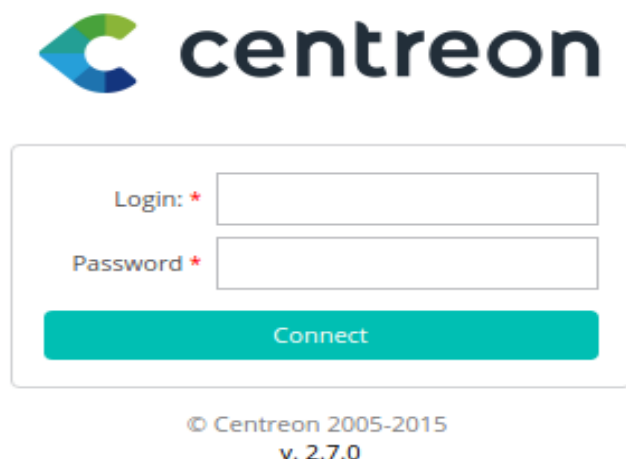 centreon
Login: *
Password *
Connect
© Centreon 2005-2015
v. 2.7.0